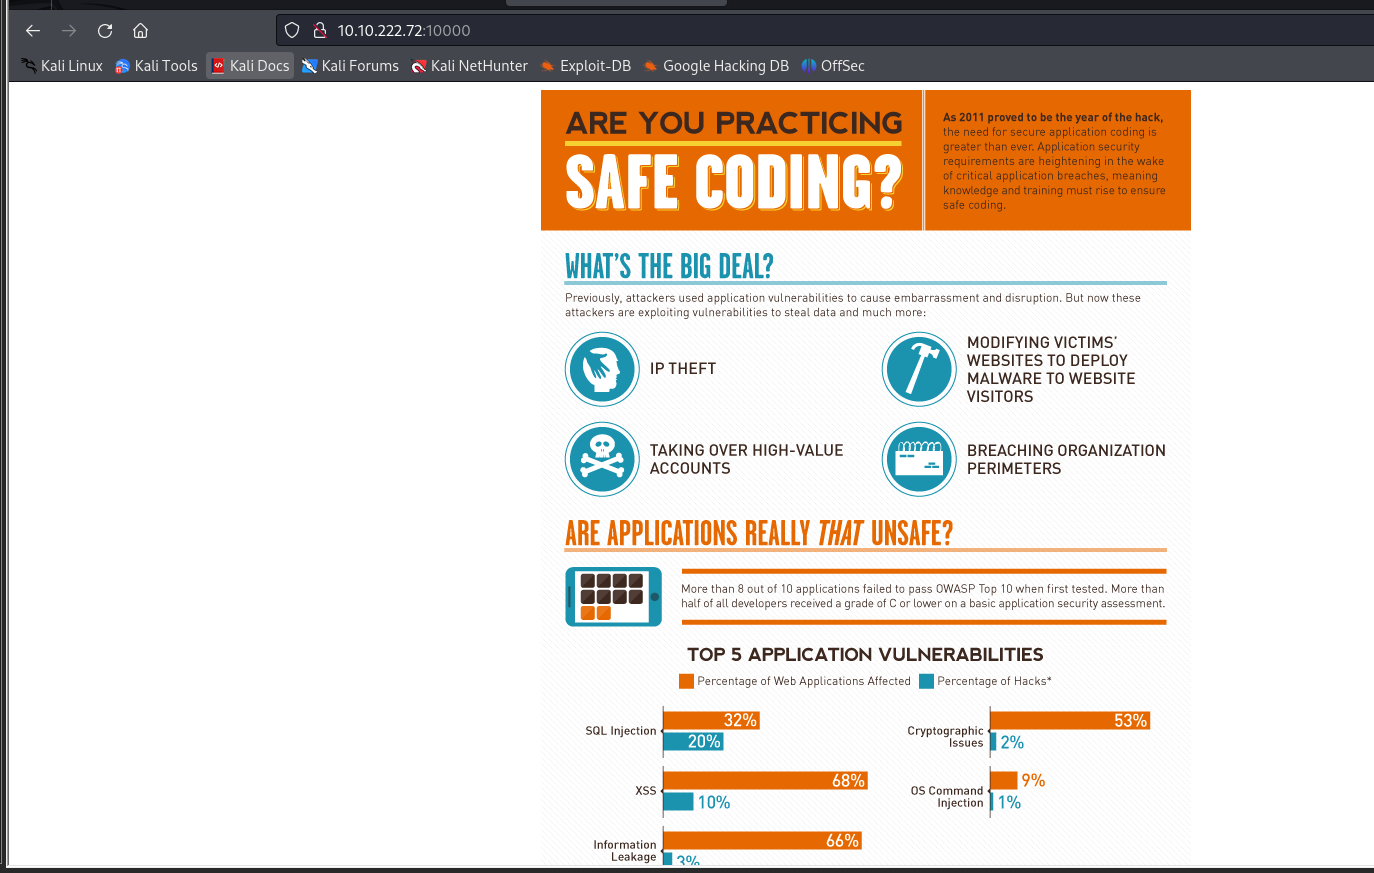 10.10.222.72:10000
Kali Linux
Kali Tools
Kali Docs
Kali Forums
Kali NetHunter
Exploit-DB
Google Hacking DB
OffSec
ARE YOU PRACTICING
SAFE CODING?
As 2011 proved to be the year of the hack,
the need for secure application coding is
greater than ever. Application security
requirements are heightening in the wake
of critical application breaches, meaning
knowledge and training must rise to ensure
safe coding.
WHAT'S THE BIG DEAL?
Previously, attackers used application vulnerabilities to cause embarrassment and disruption. But now these
attackers are exploiting vulnerabilities to steal data and much more:
IP THEFT
MODIFYING VICTIMS'
WEBSITES TO DEPLOY
MALWARE TO WEBSITE
VISITORS
TAKING OVER HIGH-VALUE
ACCOUNTS
BREACHING ORGANIZATION
PERIMETERS
ARE APPLICATIONS REALLY THAT UNSAFE?
More than 8 out of 10 applications failed to pass OWASP Top 10 when first tested. More than
half of all developers received a grade of C or lower on a basic application security assessment.
TOP 5 APPLICATION VULNERABILITIES
Percentage of Web Applications Affected
Percentage of Hacks*
SQL Injection
32%
20%
Cryptographic
Issues
53%
2%
XSS
68%
10%
OS Command
Injection
9%
1%
Information
Leakage
66%
3%